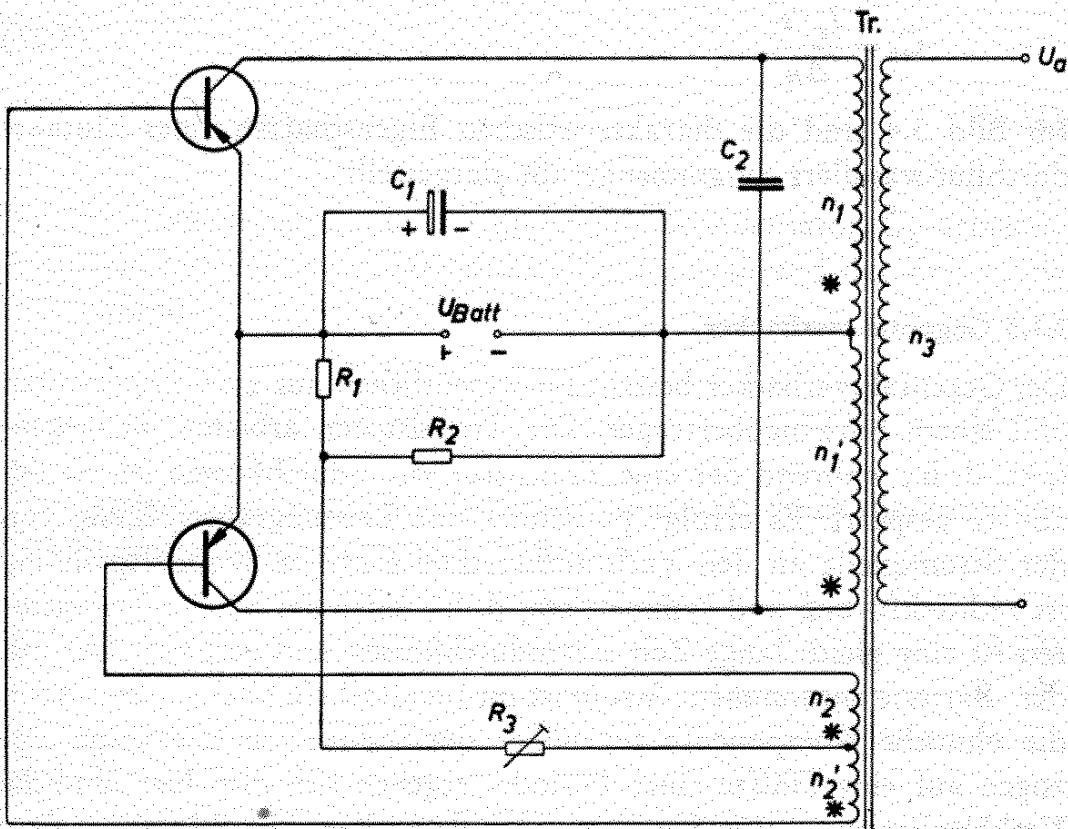 Tr.
Ua
C1
+ −
C2
n1
*
UBatt
+ −
n3
R1
R2
n1'
*
R3
n2
*
n2'
*